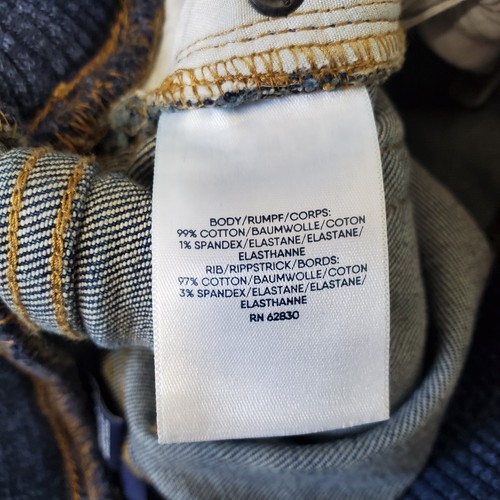 BODY/RUMPF/CORPS:
99% COTTON/BAUMWOLLE/COTON
1% SPANDEX/ELASTANE/ELASTANE/
ELASTHANNE
RIB/RIPPSTRICK/BORDS:
97% COTTON/BAUMWOLLE/COTON
3% SPANDEX/ELASTANE/ELASTANE/
ELASTHANNE
RN 62830